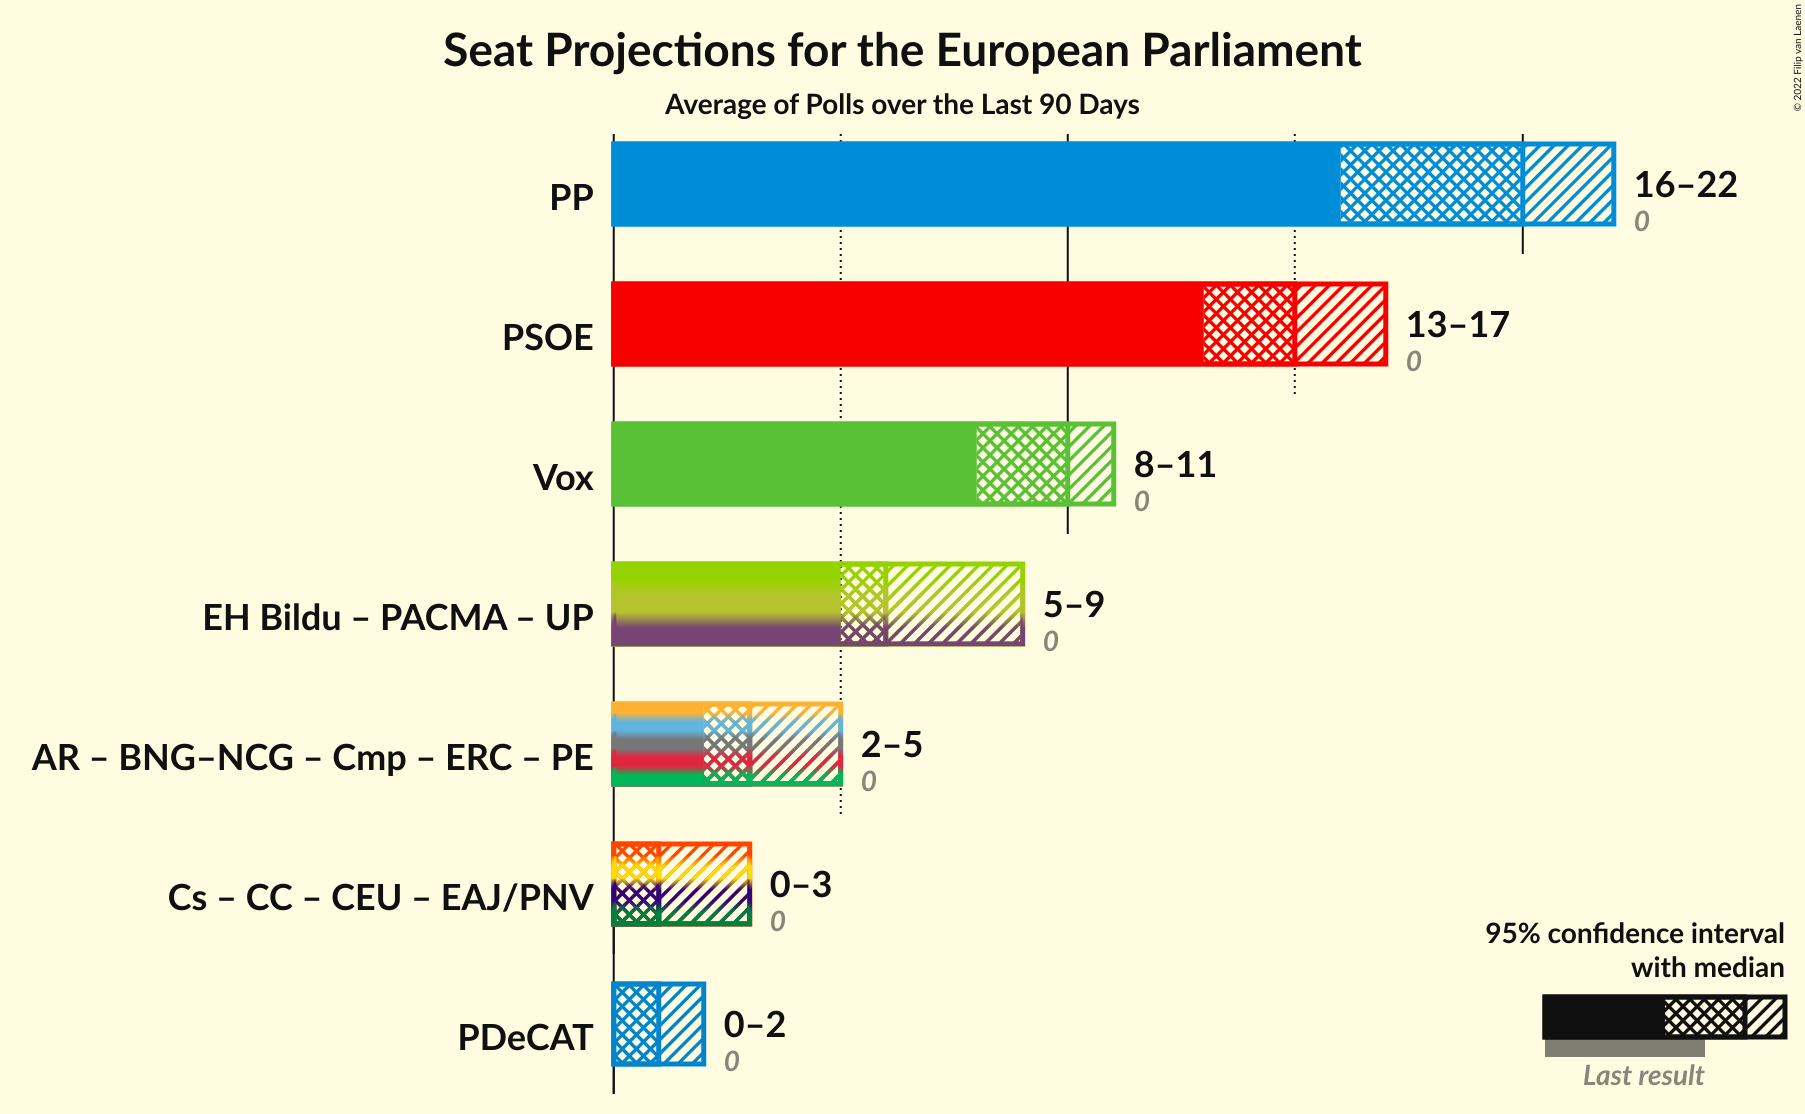 Seat Projections for the European Parliament
Average of Polls over the Last 90 Days
© 2022 Filip van Laenen
PP
16–22
0
PSOE
13–17
0
Vox
8–11
0
EH Bildu – PACMA – UP
5–9
0
AR – BNG–NCG – Cmp – ERC – PE
2–5
0
Cs – CC – CEU – EAJ/PNV
0–3
0
PDeCAT
0–2
0
95% confidence interval
with median
Last result